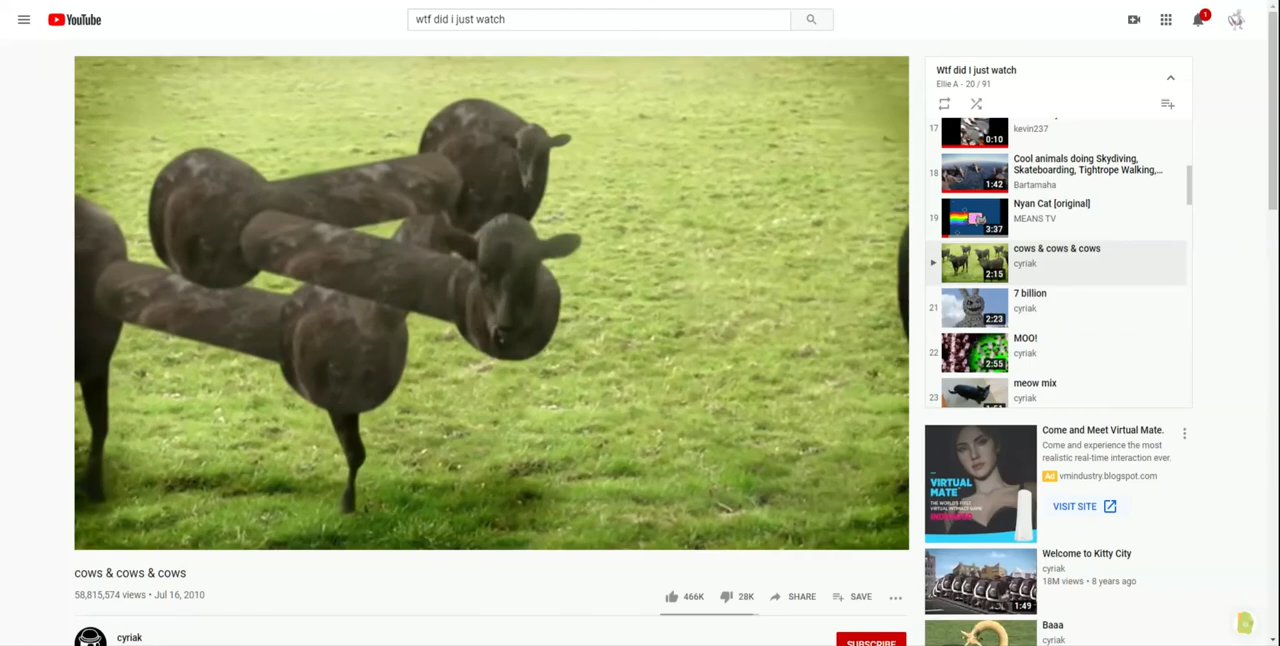 YouTube
wtf did i just watch
1
Wtf did I just watch
Ellie A - 20 / 91
17
0:10
kevin237
18
1:42
Cool animals doing Skydiving,
Skateboarding, Tightrope Walking,...
Bartamaha
19
3:37
Nyan Cat [original]
MEANS TV
2:15
cows & cows & cows
cyriak
21
2:23
7 billion
cyriak
22
2:55
MOO!
cyriak
23
meow mix
cyriak
VIRTUAL
MATE
Come and Meet Virtual Mate.
Come and experience the most
realistic real-time interaction ever.
Ad vmindustry.blogspot.com
VISIT SITE
1:49
Welcome to Kitty City
cyriak
18M views • 8 years ago
Baaa
cyriak
cows & cows & cows
58,815,574 views • Jul 16, 2010
466K
28K
SHARE
SAVE
cyriak
SUBSCRIBE